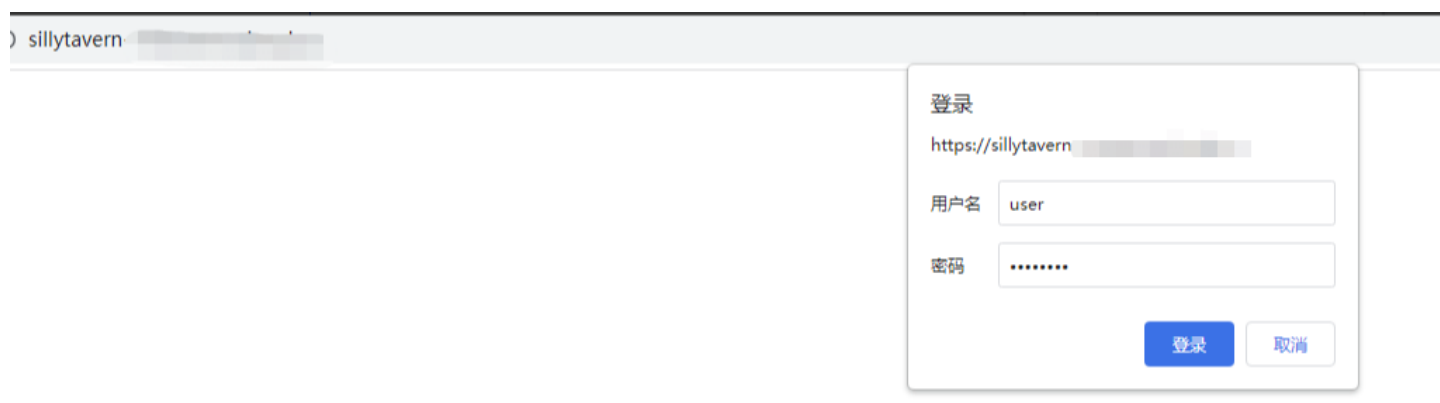 sillytavern
登录
https://sillytavern
用户名 user
密码 ••••••••
登录 取消